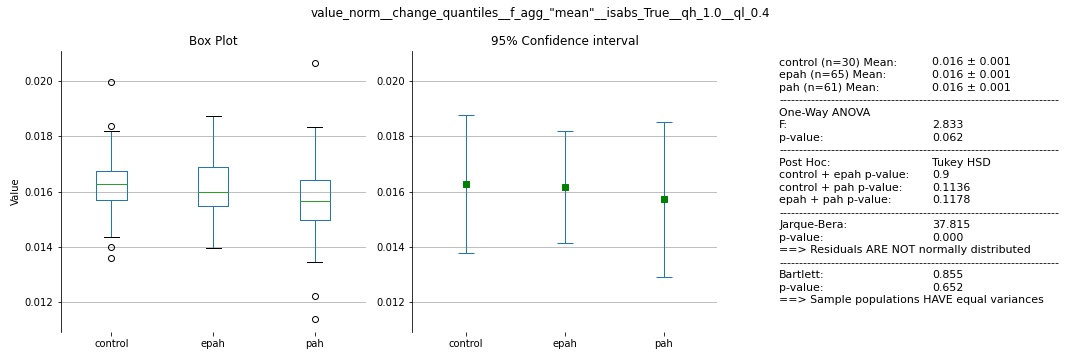 value_norm__change_quantiles__f_agg_"mean"__isabs_True__qh_1.0__ql_0.4
Box Plot
Value
0.020
0.018
0.016
0.014
0.012
control epah pah
95% Confidence interval
0.020
0.018
0.016
0.014
0.012
control epah pah
control (n=30) Mean: 0.016 ± 0.001
epah (n=65) Mean: 0.016 ± 0.001
pah (n=61) Mean: 0.016 ± 0.001
One-Way ANOVA
F: 2.833
p-value: 0.062
Post Hoc: Tukey HSD
control + epah p-value: 0.9
control + pah p-value: 0.1136
epah + pah p-value: 0.1178
Jarque-Bera: 37.815
p-value: 0.000
==> Residuals ARE NOT normally distributed
Bartlett: 0.855
p-value: 0.652
==> Sample populations HAVE equal variances